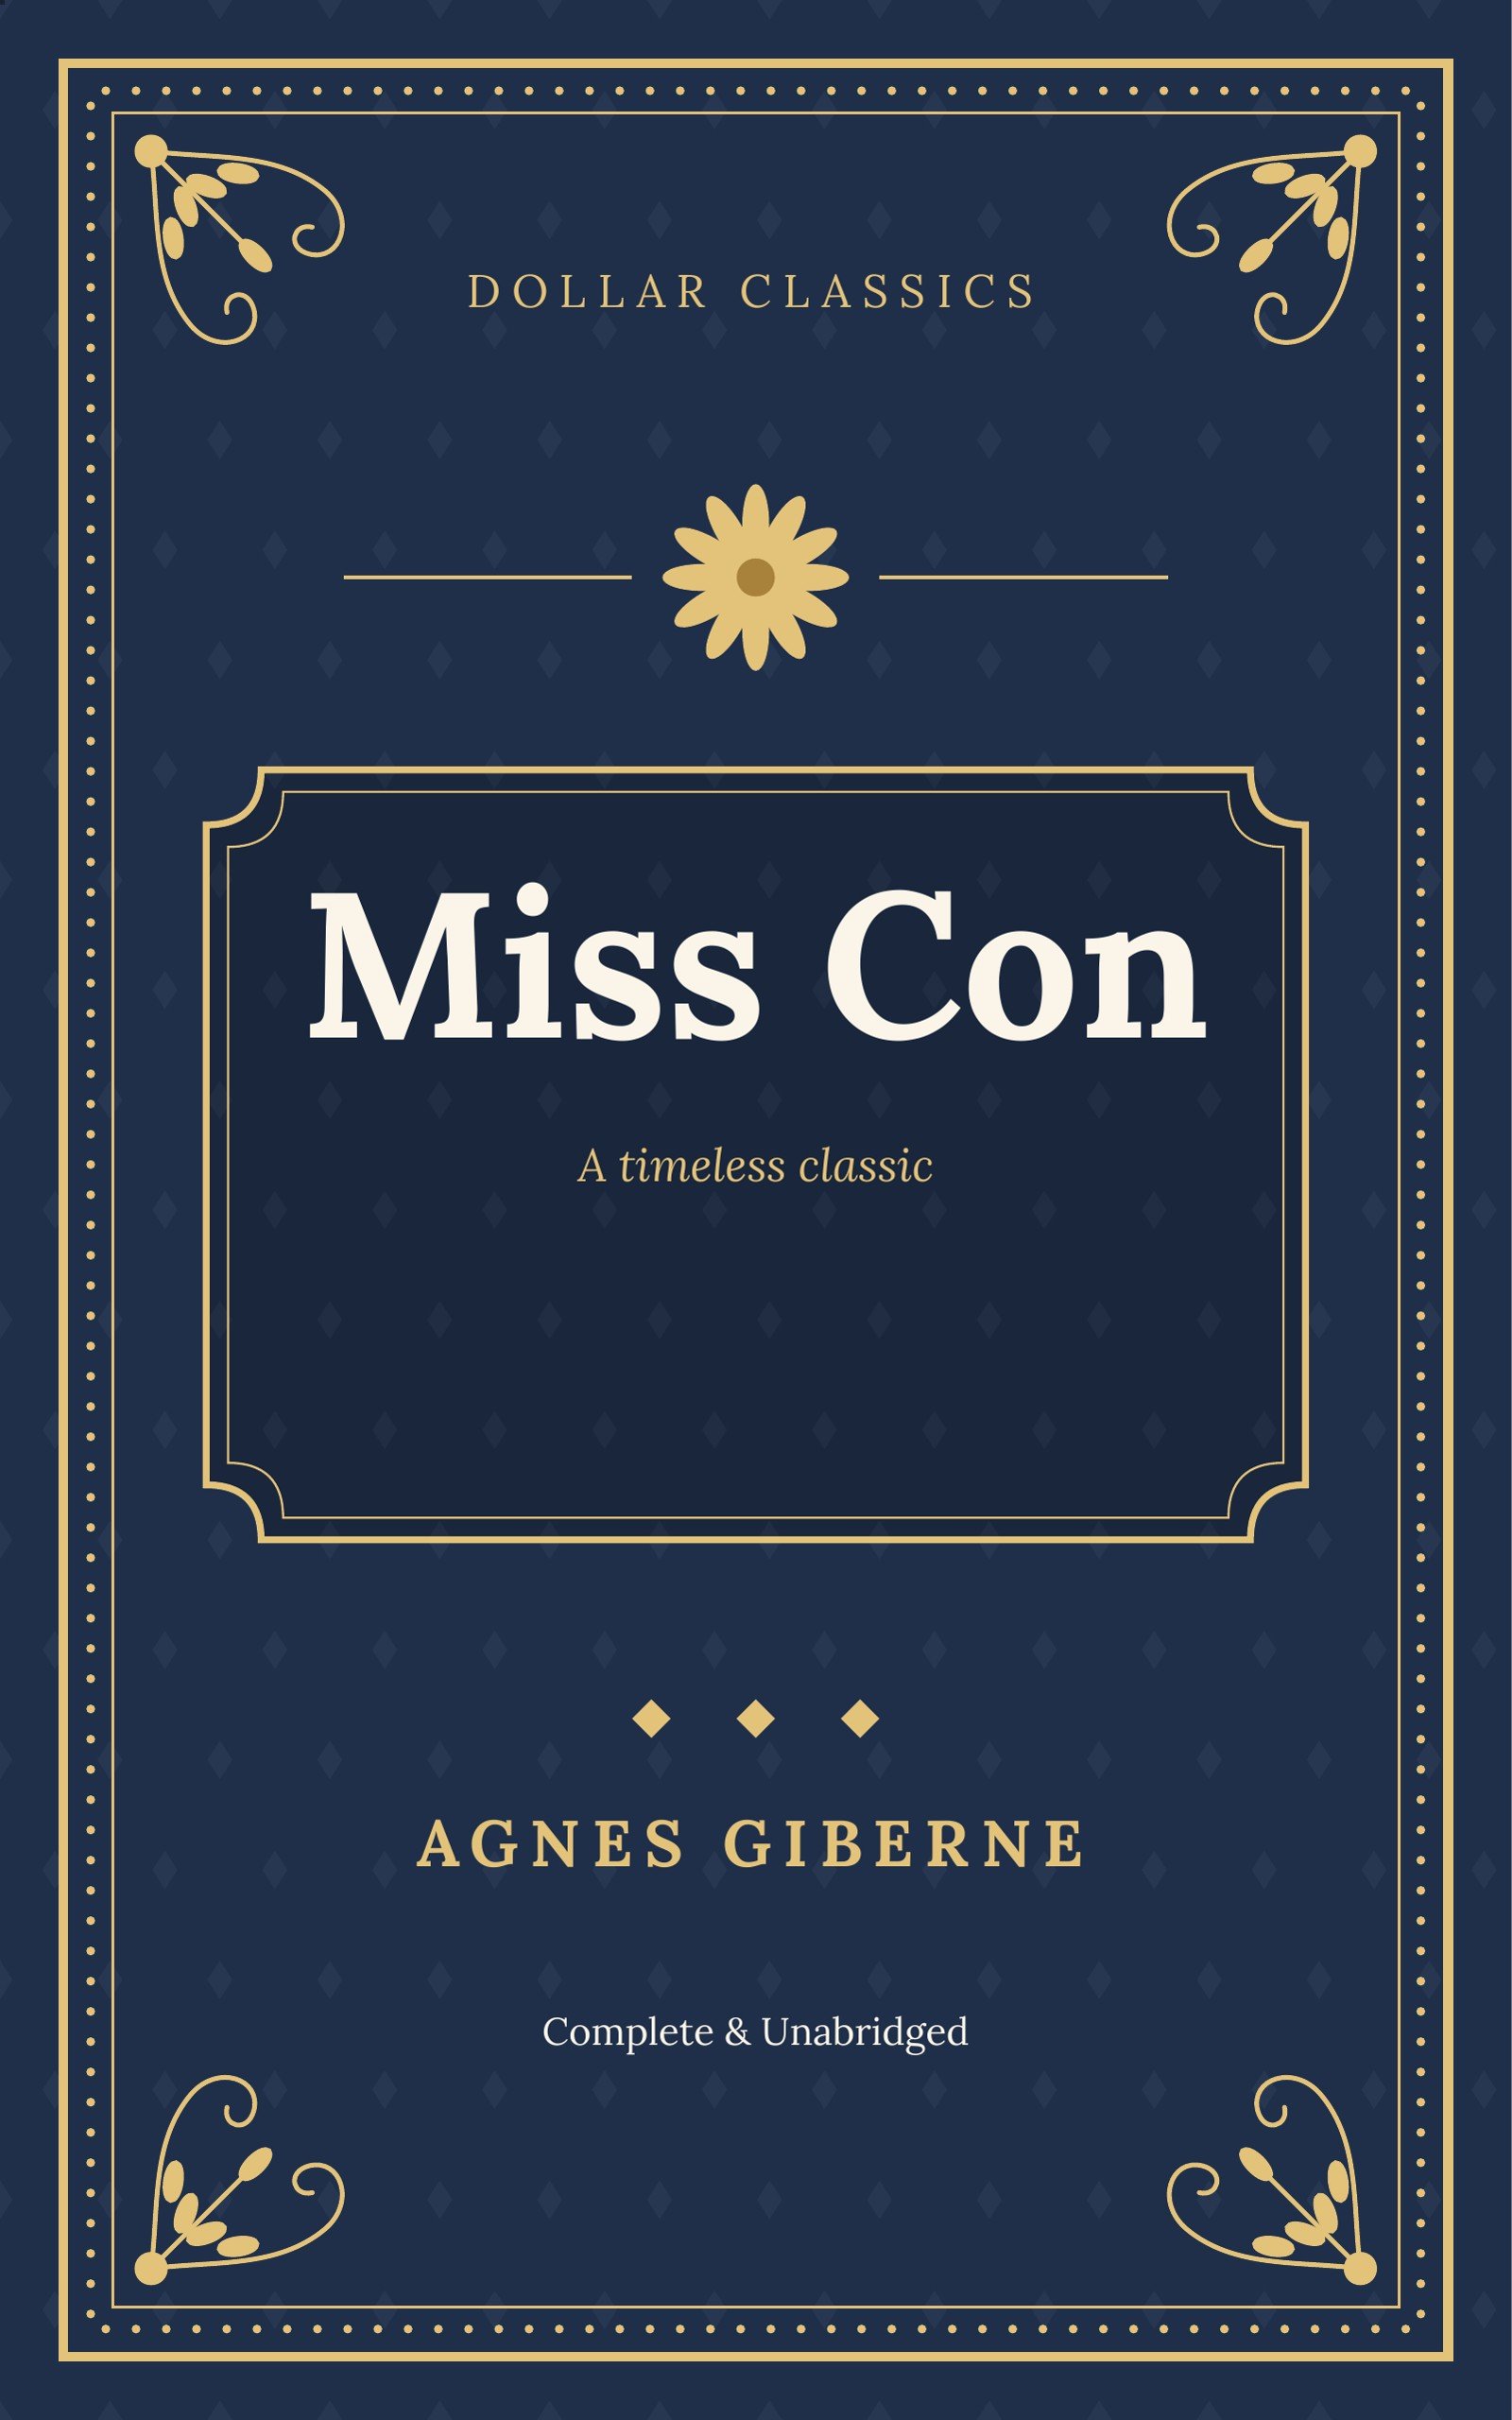 DOLLAR CLASSICS
Miss Con
A timeless classic
AGNES GIBERNE
Complete & Unabridged